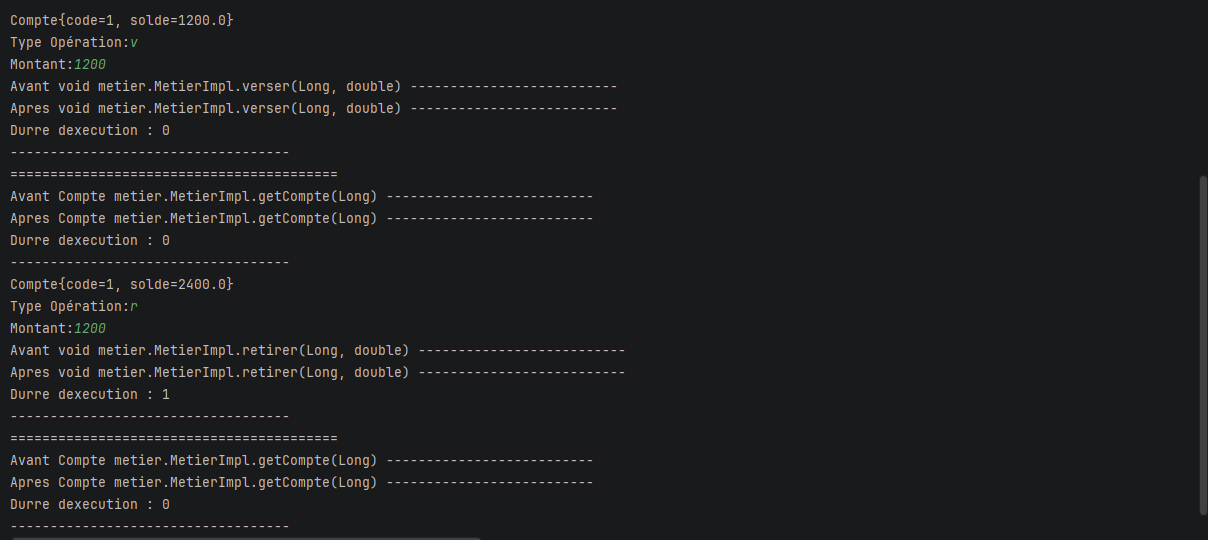 Compte{code=1, solde=1200.0}
Type Opération:v
Montant:1200
Avant void metier.MetierImpl.verser(Long, double) --------------------------
Apres void metier.MetierImpl.verser(Long, double) --------------------------
Durre dexecution : 0
-----------------------------------
=========================================
Avant Compte metier.MetierImpl.getCompte(Long) --------------------------
Apres Compte metier.MetierImpl.getCompte(Long) --------------------------
Durre dexecution : 0
-----------------------------------
Compte{code=1, solde=2400.0}
Type Opération:r
Montant:1200
Avant void metier.MetierImpl.retirer(Long, double) --------------------------
Apres void metier.MetierImpl.retirer(Long, double) --------------------------
Durre dexecution : 1
-----------------------------------
=========================================
Avant Compte metier.MetierImpl.getCompte(Long) --------------------------
Apres Compte metier.MetierImpl.getCompte(Long) --------------------------
Durre dexecution : 0
-----------------------------------